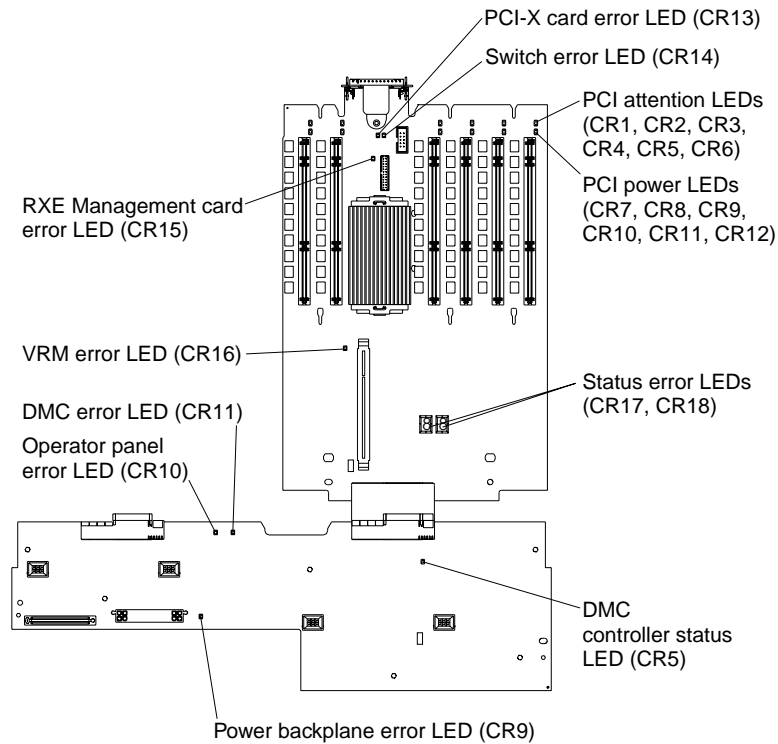 PCI-X card error LED (CR13)
Switch error LED (CR14)
PCI attention LEDs
(CR1, CR2, CR3,
CR4, CR5, CR6)
PCI power LEDs
(CR7, CR8, CR9,
CR10, CR11, CR12)
RXE Management card
error LED (CR15)
VRM error LED (CR16)
Status error LEDs
(CR17, CR18)
DMC error LED (CR11)
Operator panel
error LED (CR10)
DMC
controller status
LED (CR5)
Power backplane error LED (CR9)